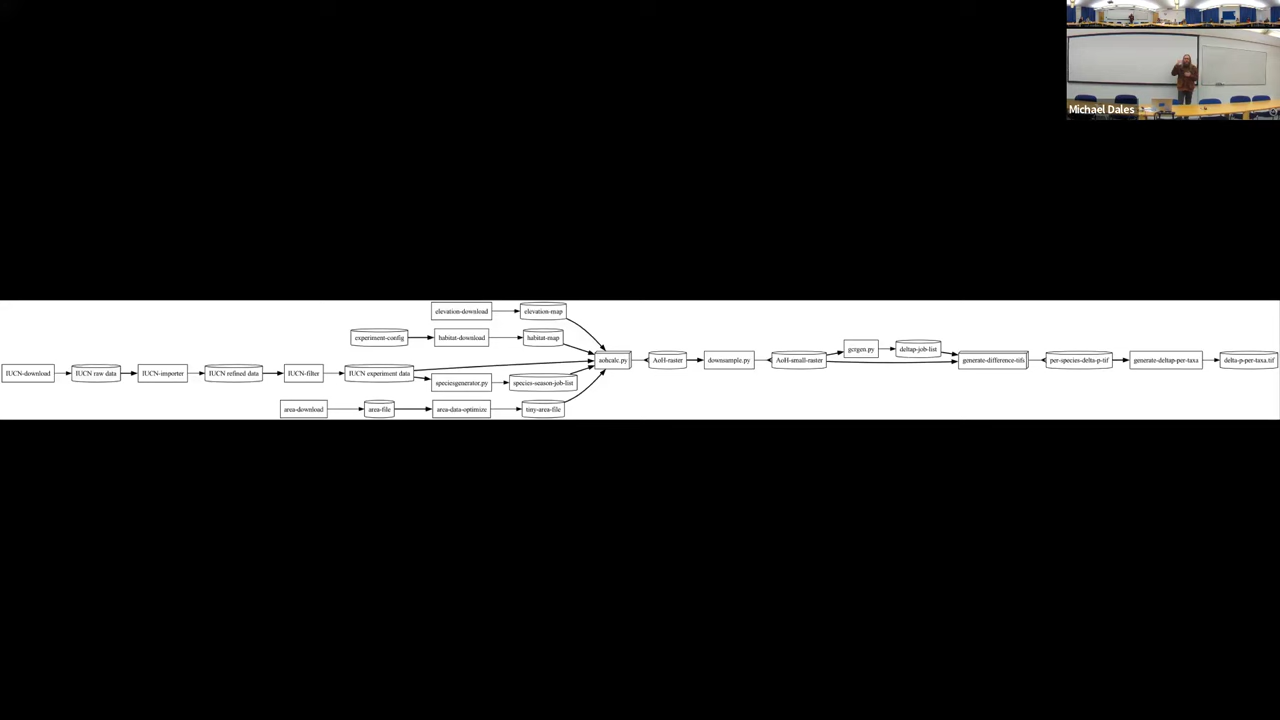 Michael Dales
elevation-download
elevation-map
experiment-config
habitat-download
habitat-map
IUCN-download
IUCN raw data
IUCN-importer
IUCN refined data
IUCN-filter
IUCN experiment data
speciesgenerator.py
species-season-job-list
area-download
area-file
area-data-optimize
tiny-area-file
aohcalc.py
AoH-raster
downsample.py
AoH-small-raster
gcrgen.py
deltap-job-list
generate-difference-tifs
per-species-delta-p-tif
generate-deltap-per-taxa
delta-p-per-taxa.tif